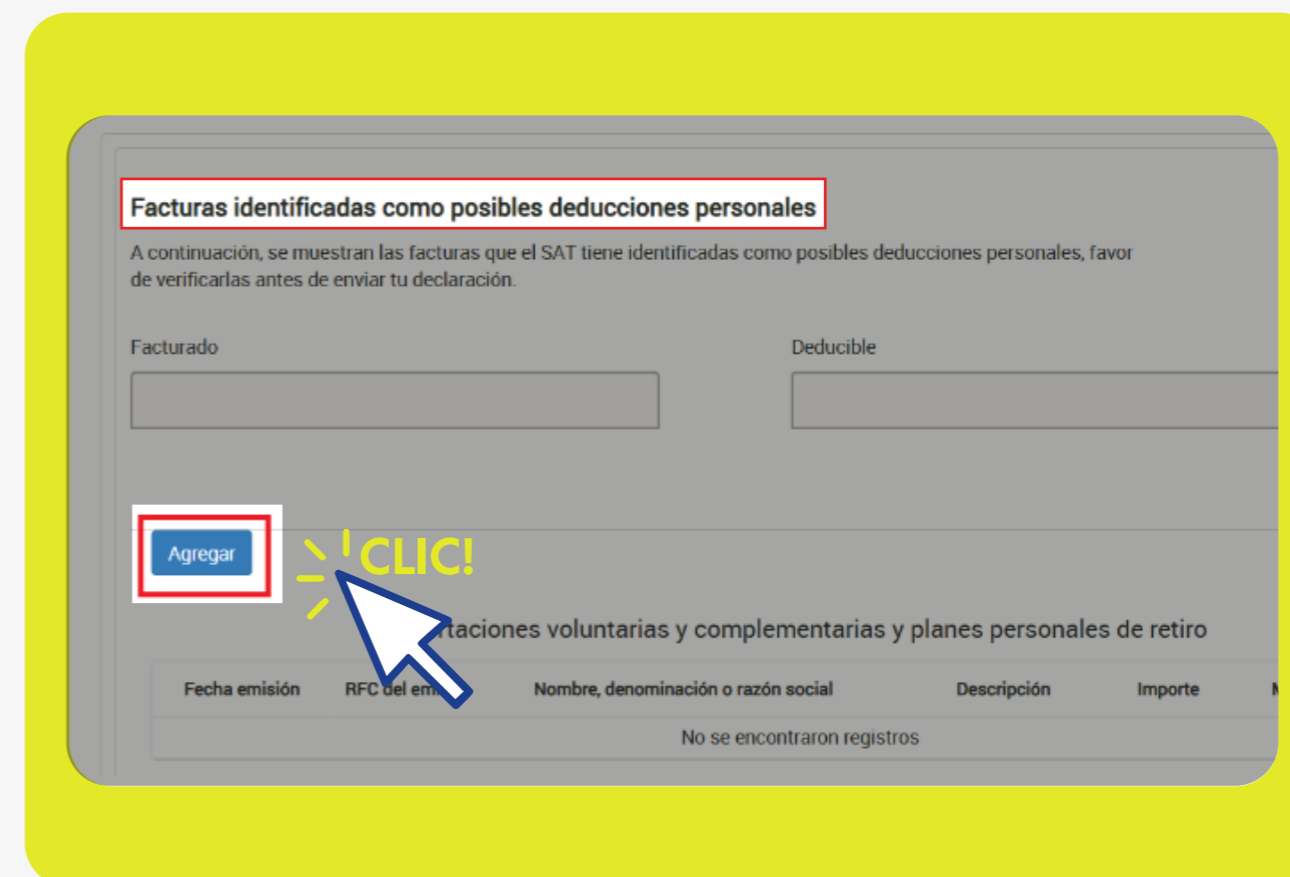 Facturas identificadas como posibles deducciones personales
A continuación, se muestran las facturas que el SAT tiene identificadas como posibles deducciones personales, favor
de verificarlas antes de enviar tu declaración.
Facturado Deducible
Agregar
CLIC!
voluntarias y complementarias y planes personales de retiro
Fecha emisión RFC del Nombre, denominación o razón social Descripción Importe
No se encontraron registros